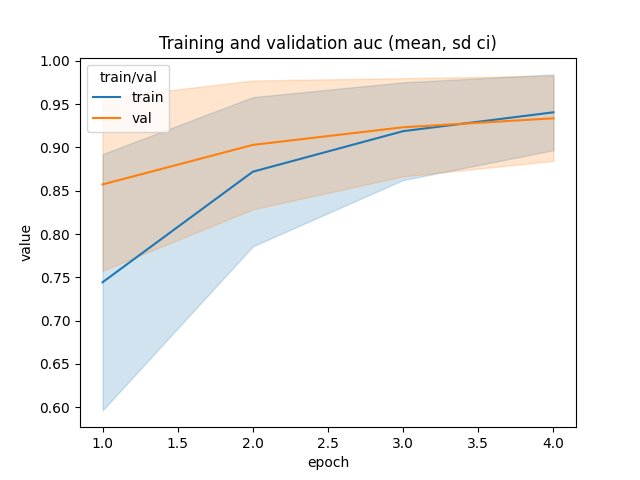 Training and validation auc (mean, sd ci)
train/val
train
val
value
1.00
0.95
0.90
0.85
0.80
0.75
0.70
0.65
0.60
1.0 1.5 2.0 2.5 3.0 3.5 4.0
epoch